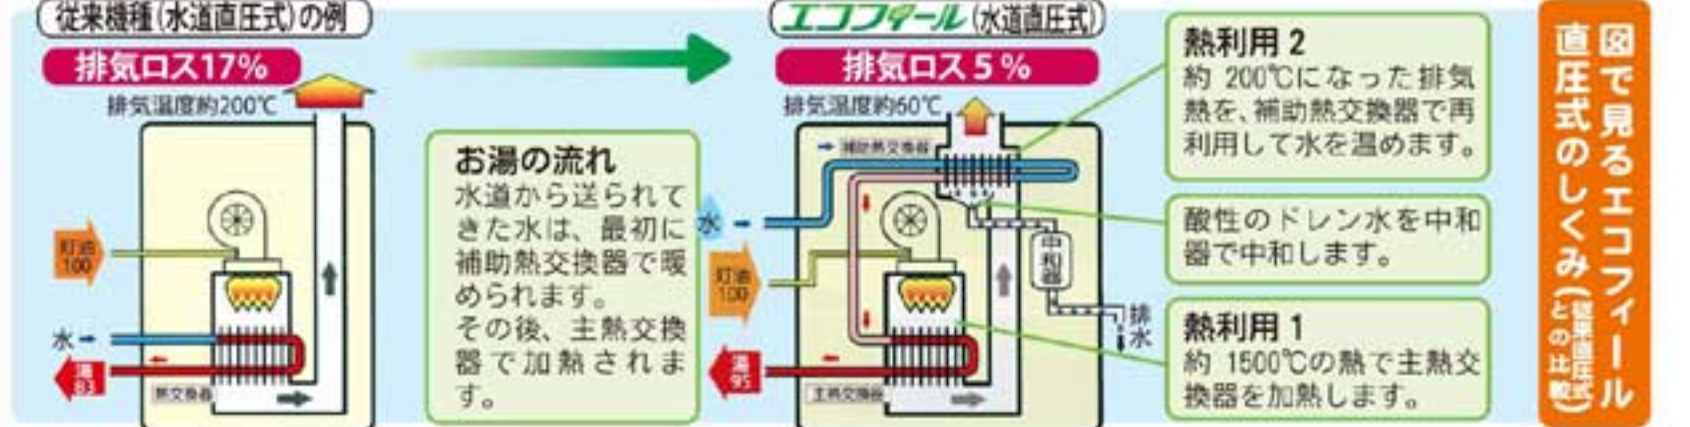 従来機種(水道直圧式)の例
排気ロス17%
排気温度約200℃
灯油
100
水
湯
83
熱交換器
お湯の流れ
水道から送られて
きた水は、最初に
補助熱交換器で暖
められます。
その後、主熱交換
器で加熱されま
す。
エコフィール(水道直圧式)
排気ロス5%
排気温度約60℃
補助熱交換器
水
灯油
100
中和器
排水
湯
95
主熱交換器
熱利用2
約200℃になった排気
熱を、補助熱交換器で再
利用して水を温めます。
酸性のドレン水を中和
器で中和します。
熱利用1
約1500℃の熱で主熱交
換器を加熱します。
図で見るエコフィール
直圧式のしくみ(従来直圧式との比較)